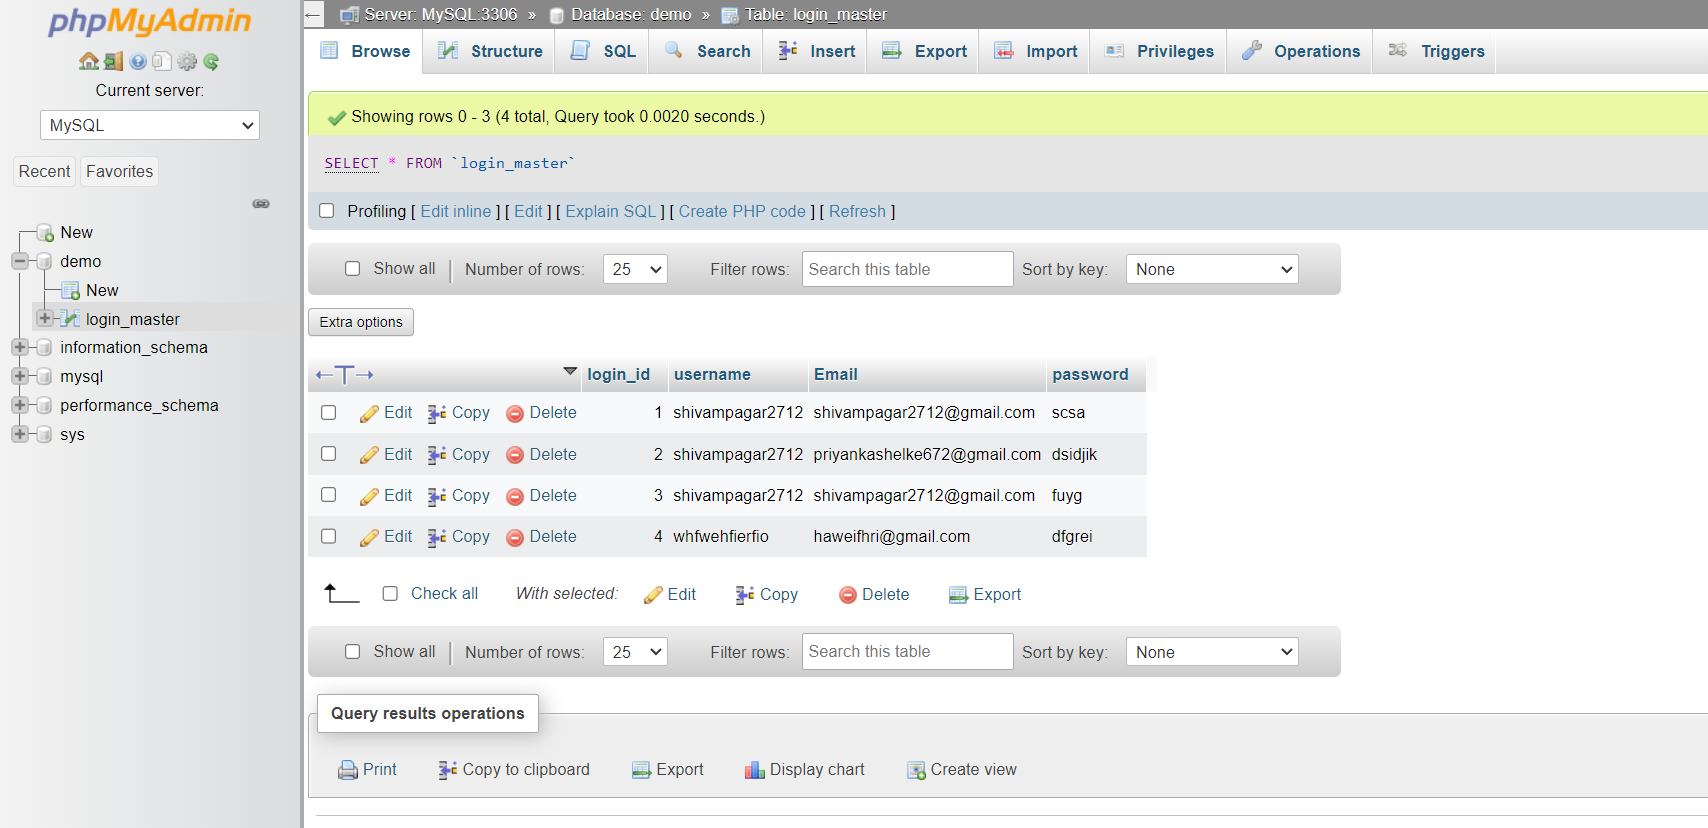 phpMyAdmin
Current server:
MySQL
Recent Favorites
New
demo
New
login_master
information_schema
mysql
performance_schema
sys
Server: MySQL:3306 » Database: demo » Table: login_master
Browse Structure SQL Search Insert Export Import Privileges Operations Triggers
Showing rows 0 - 3 (4 total, Query took 0.0020 seconds.)
SELECT * FROM `login_master`
Profiling [ Edit inline ] [ Edit ] [ Explain SQL ] [ Create PHP code ] [ Refresh ]
Show all | Number of rows: 25 Filter rows: Search this table Sort by key: None
Extra options
←T→ login_id username Email password
Edit Copy Delete 1 shivampagar2712 shivampagar2712@gmail.com scsa
Edit Copy Delete 2 shivampagar2712 priyankashelke672@gmail.com dsidjik
Edit Copy Delete 3 shivampagar2712 shivampagar2712@gmail.com fuyg
Edit Copy Delete 4 whfwehfierfio haweifhri@gmail.com dfgrei
Check all With selected: Edit Copy Delete Export
Show all | Number of rows: 25 Filter rows: Search this table Sort by key: None
Query results operations
Print Copy to clipboard Export Display chart Create view